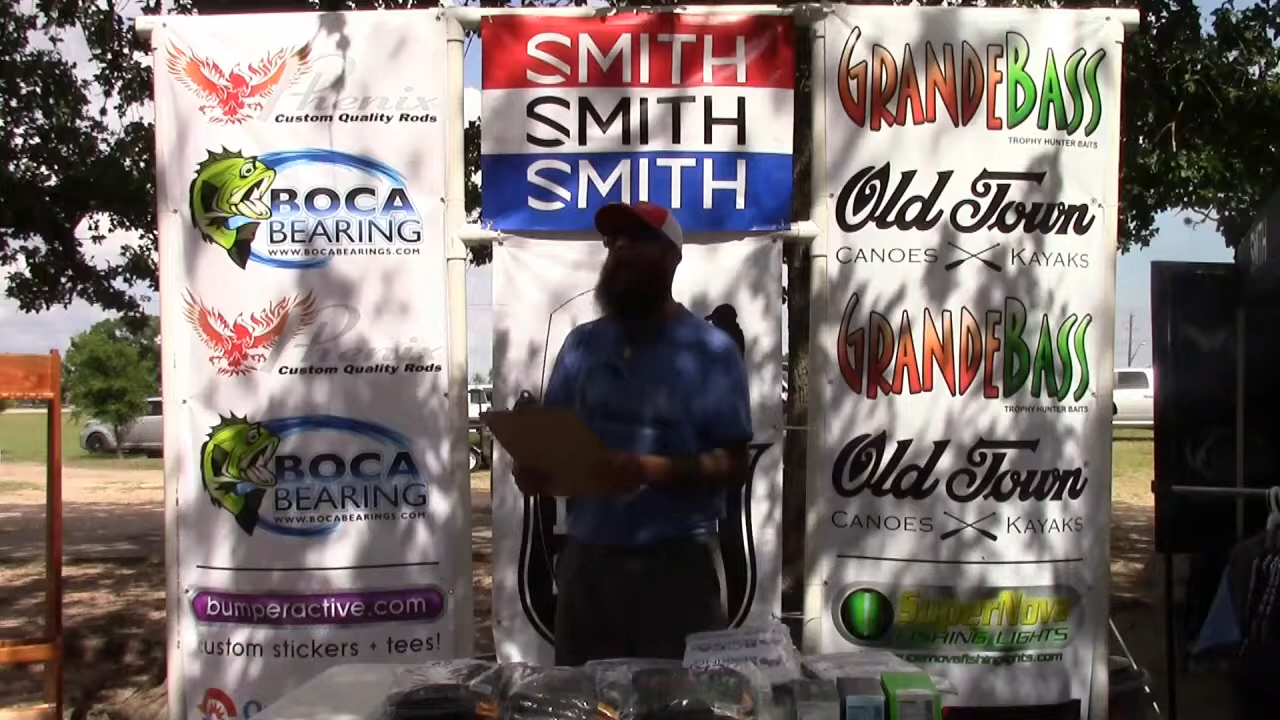 Phenix
Custom Quality Rods
BOCA
BEARING
WWW.BOCABEARINGS.COM
Phenix
Custom Quality Rods
BOCA
BEARING
WWW.BOCABEARINGS.COM
bumperactive.com
custom stickers + tees!
SMITH
SMITH
SMITH
GRANDEBASS
TROPHY HUNTER BAITS
Old Town
CANOES KAYAKS
GRANDEBASS
TROPHY HUNTER BAITS
Old Town
CANOES KAYAKS
SUPERNOVA
FISHING LIGHTS
supernovafishinglights.com